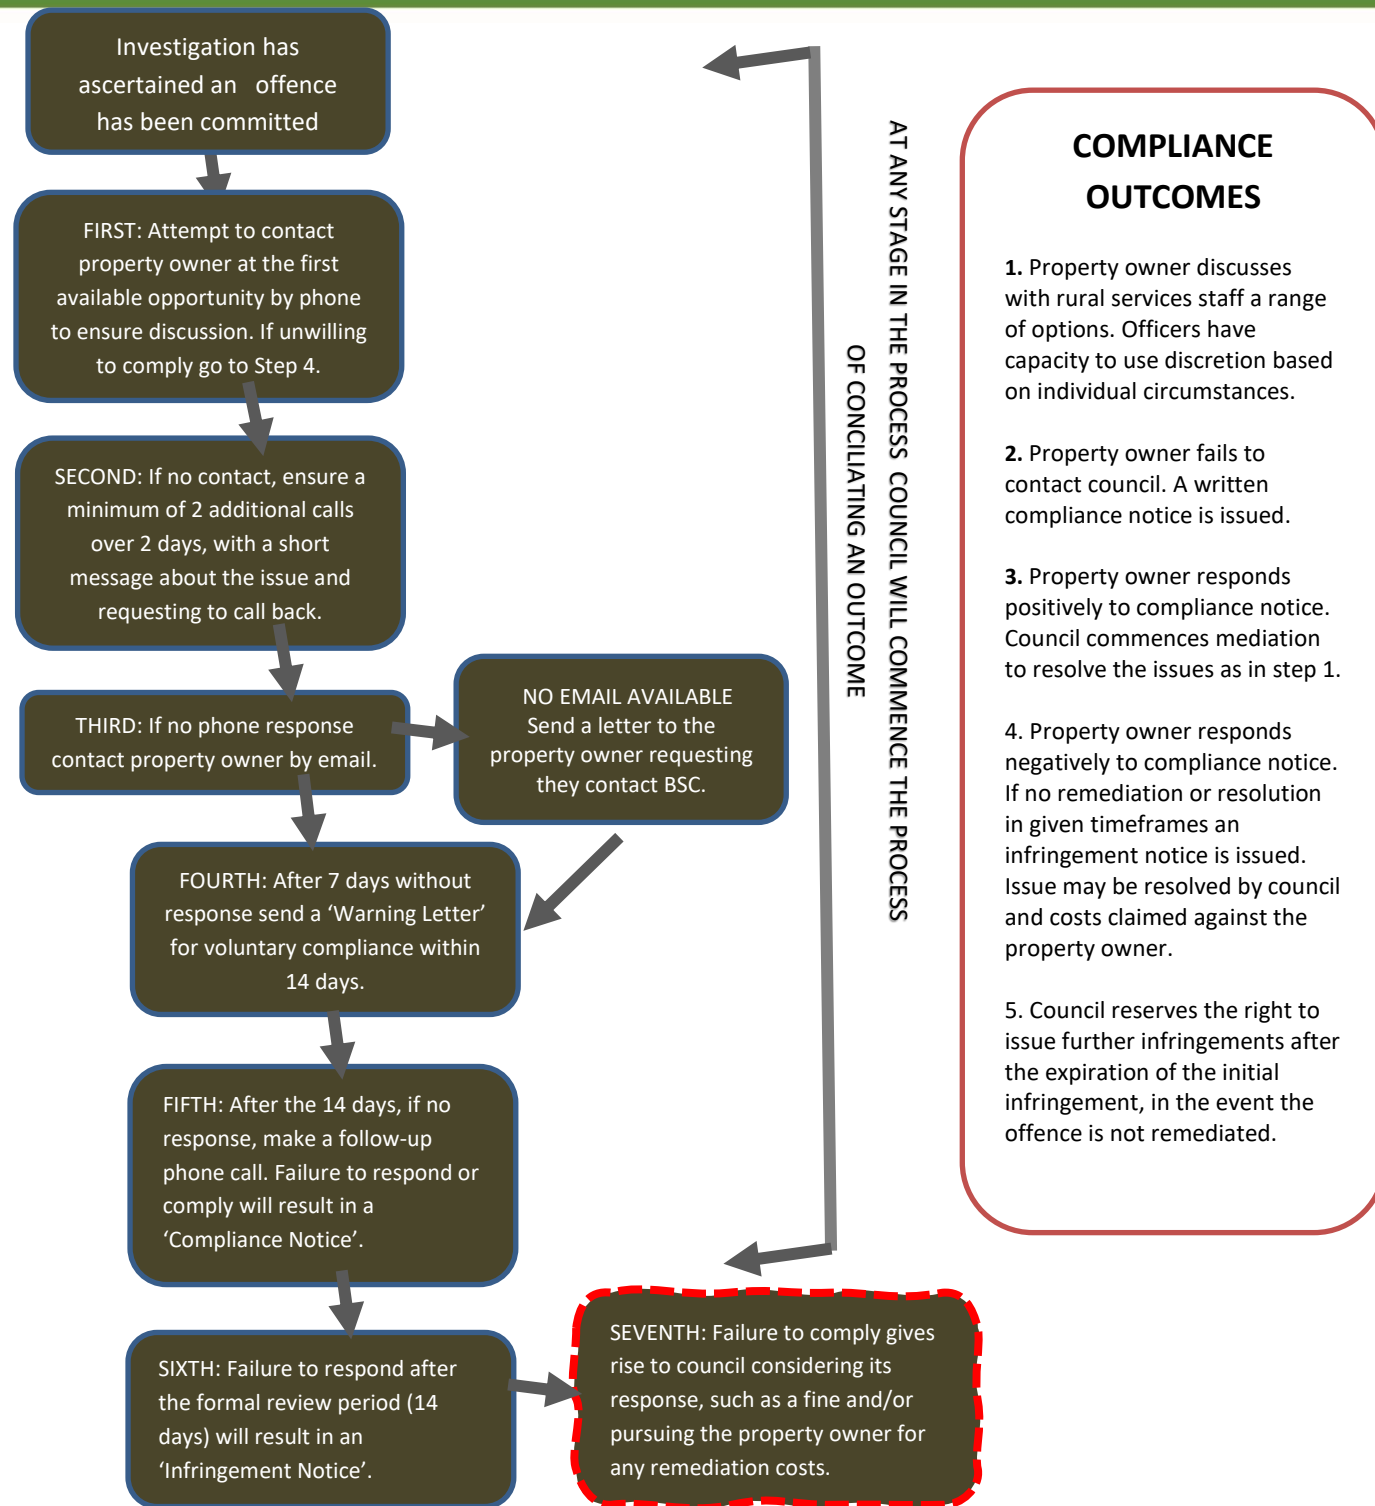 Investigation has
ascertained an offence
has been committed
FIRST: Attempt to contact
property owner at the first
available opportunity by phone
to ensure discussion. If unwilling
to comply go to Step 4.
SECOND: If no contact, ensure a
minimum of 2 additional calls
over 2 days, with a short
message about the issue and
requesting to call back.
THIRD: If no phone response
contact property owner by email.
NO EMAIL AVAILABLE
Send a letter to the
property owner requesting
they contact BSC.
FOURTH: After 7 days without
response send a ‘Warning Letter’
for voluntary compliance within
14 days.
FIFTH: After the 14 days, if no
response, make a follow-up
phone call. Failure to respond or
comply will result in a
‘Compliance Notice’.
SIXTH: Failure to respond after
the formal review period (14
days) will result in an
‘Infringement Notice’.
SEVENTH: Failure to comply gives
rise to council considering its
response, such as a fine and/or
pursuing the property owner for
any remediation costs.
AT ANY STAGE IN THE PROCESS COUNCIL WILL COMMENCE THE PROCESS
OF CONCILIATING AN OUTCOME
COMPLIANCE
OUTCOMES
1. Property owner discusses
with rural services staff a range
of options. Officers have
capacity to use discretion based
on individual circumstances.
2. Property owner fails to
contact council. A written
compliance notice is issued.
3. Property owner responds
positively to compliance notice.
Council commences mediation
to resolve the issues as in step 1.
4. Property owner responds
negatively to compliance notice.
If no remediation or resolution
in given timeframes an
infringement notice is issued.
Issue may be resolved by council
and costs claimed against the
property owner.
5. Council reserves the right to
issue further infringements after
the expiration of the initial
infringement, in the event the
offence is not remediated.